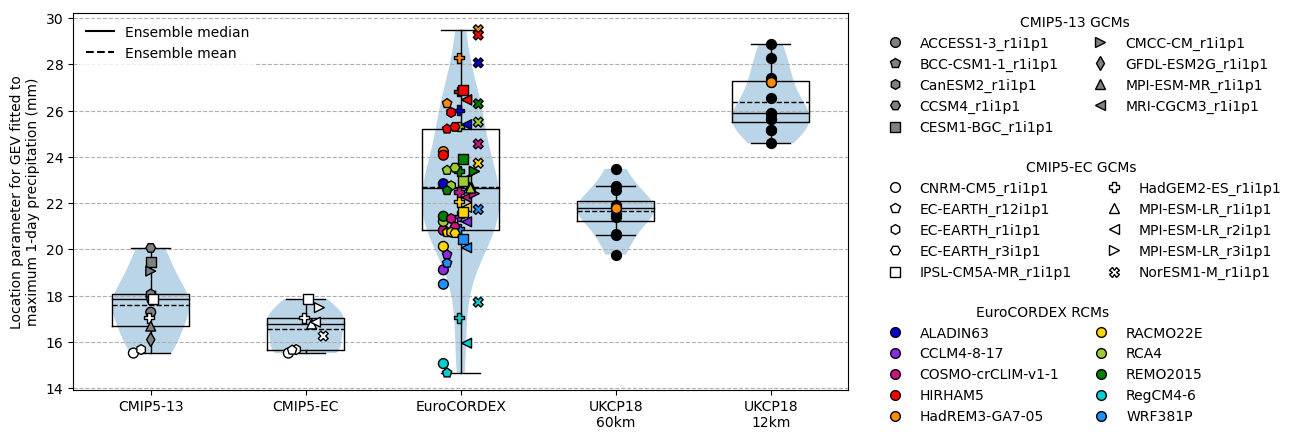 Location parameter for GEV fitted to
maximum 1-day precipitation (mm)
30
28
26
24
22
20
18
16
14
Ensemble median
Ensemble mean
CMIP5-13
CMIP5-EC
EuroCORDEX
UKCP18
60km
UKCP18
12km
CMIP5-13 GCMs
ACCESS1-3_r1i1p1
BCC-CSM1-1_r1i1p1
CanESM2_r1i1p1
CCSM4_r1i1p1
CESM1-BGC_r1i1p1
CMCC-CM_r1i1p1
GFDL-ESM2G_r1i1p1
MPI-ESM-MR_r1i1p1
MRI-CGCM3_r1i1p1
CMIP5-EC GCMs
CNRM-CM5_r1i1p1
EC-EARTH_r12i1p1
EC-EARTH_r1i1p1
EC-EARTH_r3i1p1
IPSL-CM5A-MR_r1i1p1
HadGEM2-ES_r1i1p1
MPI-ESM-LR_r1i1p1
MPI-ESM-LR_r2i1p1
MPI-ESM-LR_r3i1p1
NorESM1-M_r1i1p1
EuroCORDEX RCMs
ALADIN63
CCLM4-8-17
COSMO-crCLIM-v1-1
HIRHAM5
HadREM3-GA7-05
RACMO22E
RCA4
REMO2015
RegCM4-6
WRF381P